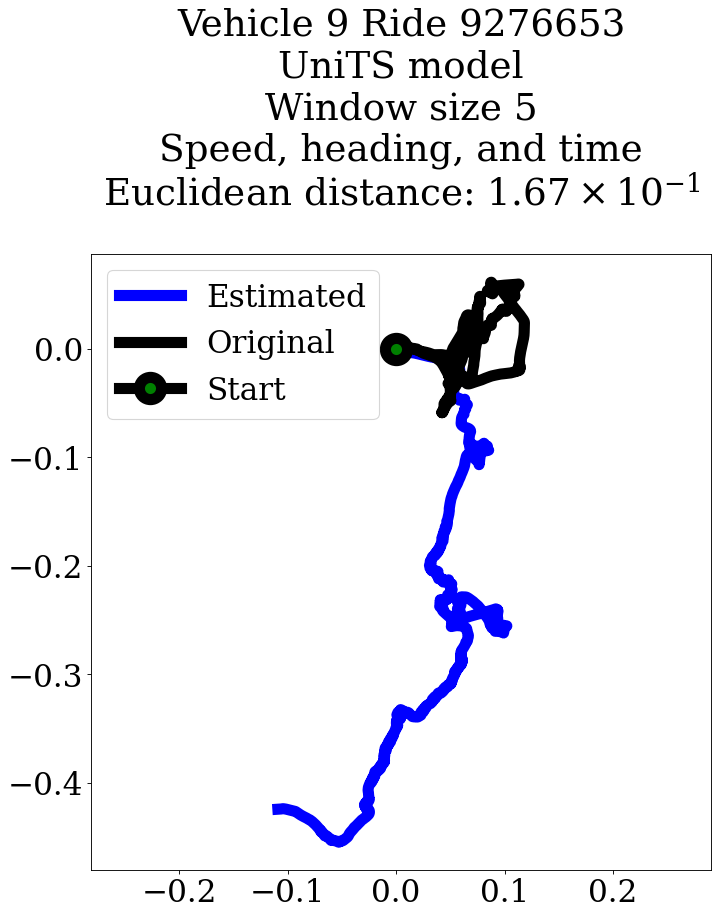 Vehicle 9 Ride 9276653
UniTS model
Window size 5
Speed, heading, and time
Euclidean distance: $1.67 \times 10^{-1}$
Estimated
Original
Start
0.0
−0.1
−0.2
−0.3
−0.4
−0.2 −0.1 0.0 0.1 0.2